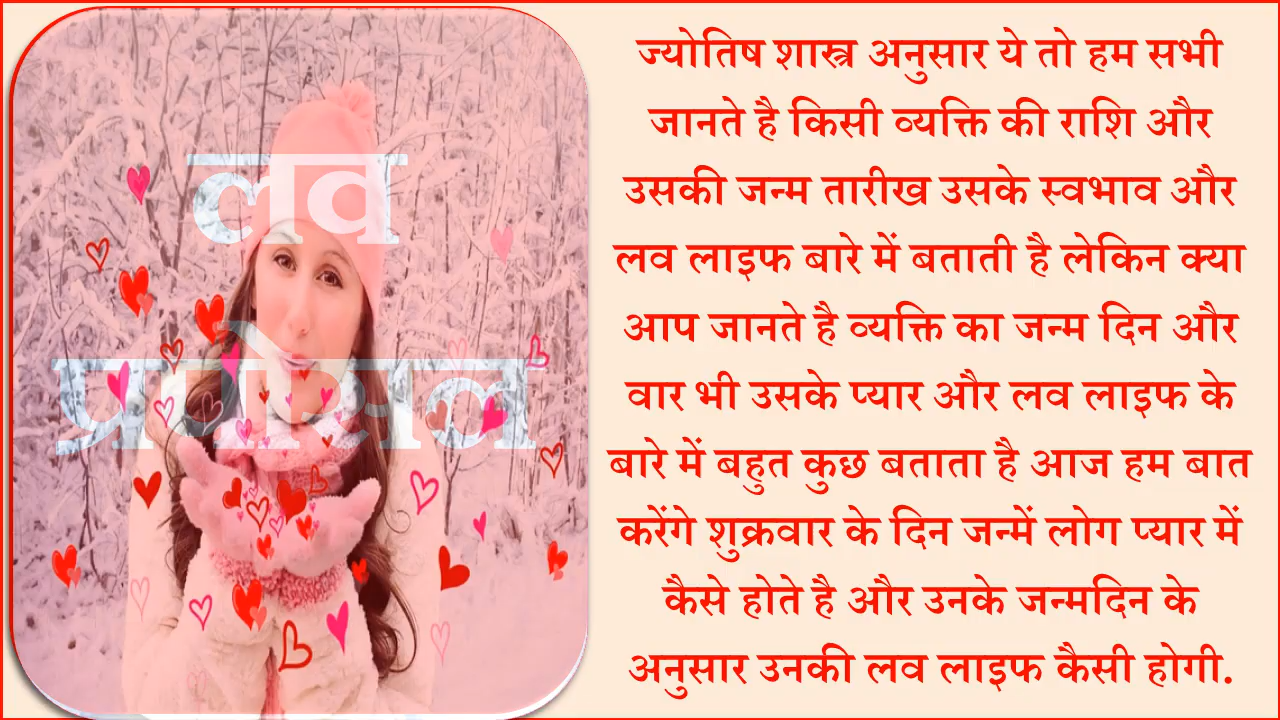 लव
प्रपोशन
ज्योतिष शास्त्र अनुसार ये तो हम सभी
जानते है किसी व्यक्ति की राशि और
उसकी जन्म तारीख उसके स्वभाव और
लव लाइफ बारे में बताती है लेकिन क्या
आप जानते है व्यक्ति का जन्म दिन और
वार भी उसके प्यार और लव लाइफ के
बारे में बहुत कुछ बताता है आज हम बात
करेंगे शुक्रवार के दिन जन्में लोग प्यार में
कैसे होते है और उनके जन्मदिन के
अनुसार उनकी लव लाइफ कैसी होगी.